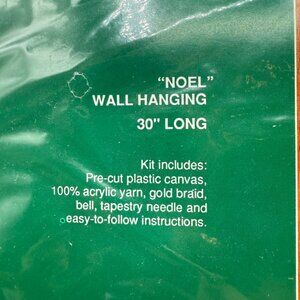 “NOEL”
WALL HANGING
30" LONG
Kit includes:
Pre-cut plastic canvas,
100% acrylic yarn, gold braid,
bell, tapestry needle and
easy-to-follow instructions.